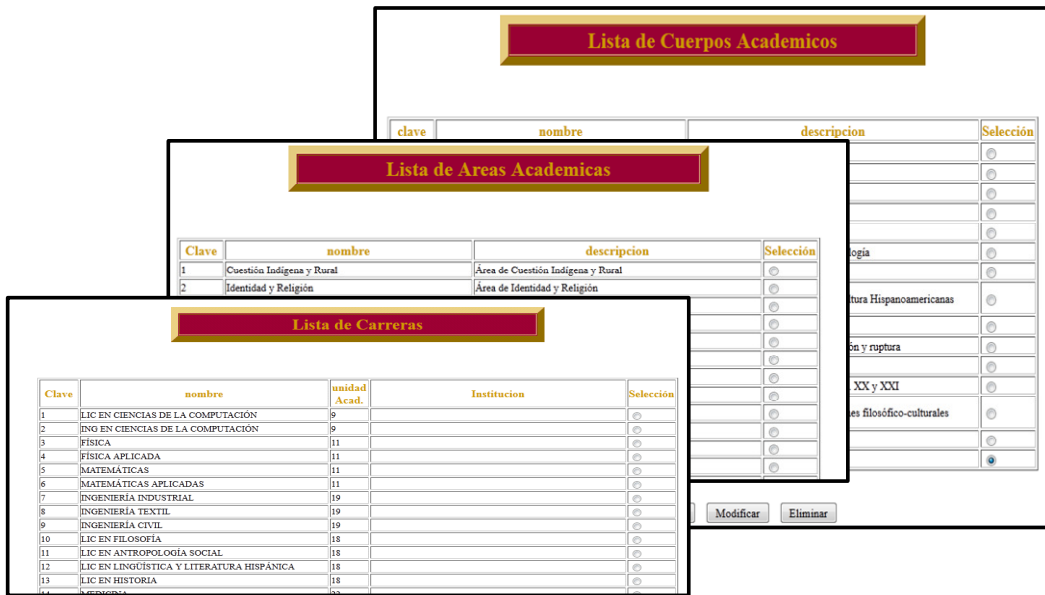 Lista de Cuerpos Academicos
clave nombre descripcion Selección
logía
tura Hispanoamericanas
ón y ruptura
XX y XXI
es filosófico-culturales
Modificar Eliminar
Lista de Areas Academicas
Clave nombre descripcion Selección
1 Cuestión Indígena y Rural Área de Cuestión Indígena y Rural
2 Identidad y Religión Área de Identidad y Religión
Lista de Carreras
Clave nombre unidad Acad. Institucion Selección
1 LIC EN CIENCIAS DE LA COMPUTACIÓN 9
2 ING EN CIENCIAS DE LA COMPUTACIÓN 9
3 FÍSICA 11
4 FÍSICA APLICADA 11
5 MATEMÁTICAS 11
6 MATEMÁTICAS APLICADAS 11
7 INGENIERÍA INDUSTRIAL 19
8 INGENIERÍA TEXTIL 19
9 INGENIERÍA CIVIL 19
10 LIC EN FILOSOFÍA 18
11 LIC EN ANTROPOLOGÍA SOCIAL 18
12 LIC EN LINGÜÍSTICA Y LITERATURA HISPÁNICA 18
13 LIC EN HISTORIA 18
14 MEDICINA 22